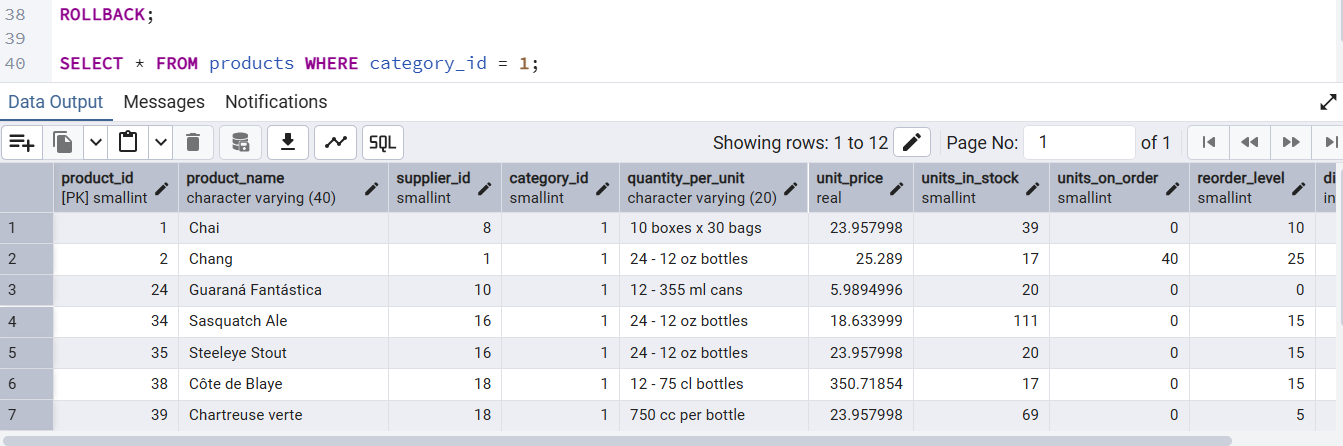 38 ROLLBACK;
39
40 SELECT * FROM products WHERE category_id = 1;
Data Output Messages Notifications
SQL Showing rows: 1 to 12 Page No: 1 of 1
product_id product_name supplier_id category_id quantity_per_unit unit_price units_in_stock units_on_order reorder_level di
[PK] smallint character varying (40) smallint smallint character varying (20) real smallint smallint smallint in
1 1 Chai 8 1 10 boxes x 30 bags 23.957998 39 0 10
2 2 Chang 1 1 24 - 12 oz bottles 25.289 17 40 25
3 24 Guaraná Fantástica 10 1 12 - 355 ml cans 5.9894996 20 0 0
4 34 Sasquatch Ale 16 1 24 - 12 oz bottles 18.633999 111 0 15
5 35 Steeleye Stout 16 1 24 - 12 oz bottles 23.957998 20 0 15
6 38 Côte de Blaye 18 1 12 - 75 cl bottles 350.71854 17 0 15
7 39 Chartreuse verte 18 1 750 cc per bottle 23.957998 69 0 5